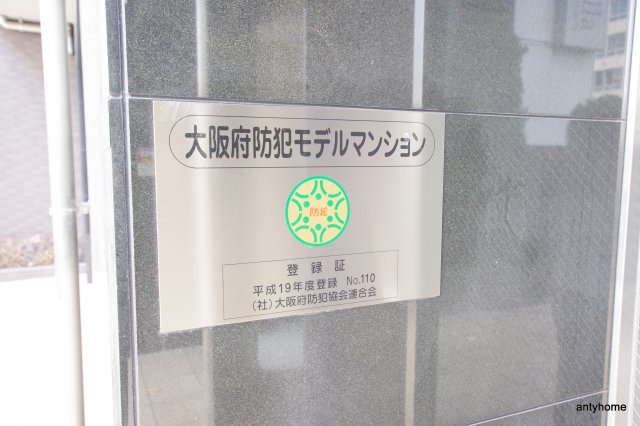 大阪府防犯モデルマンション
防犯
登録証
平成19年度登録 No.110
(社)大阪府防犯協会連合会
antyhome